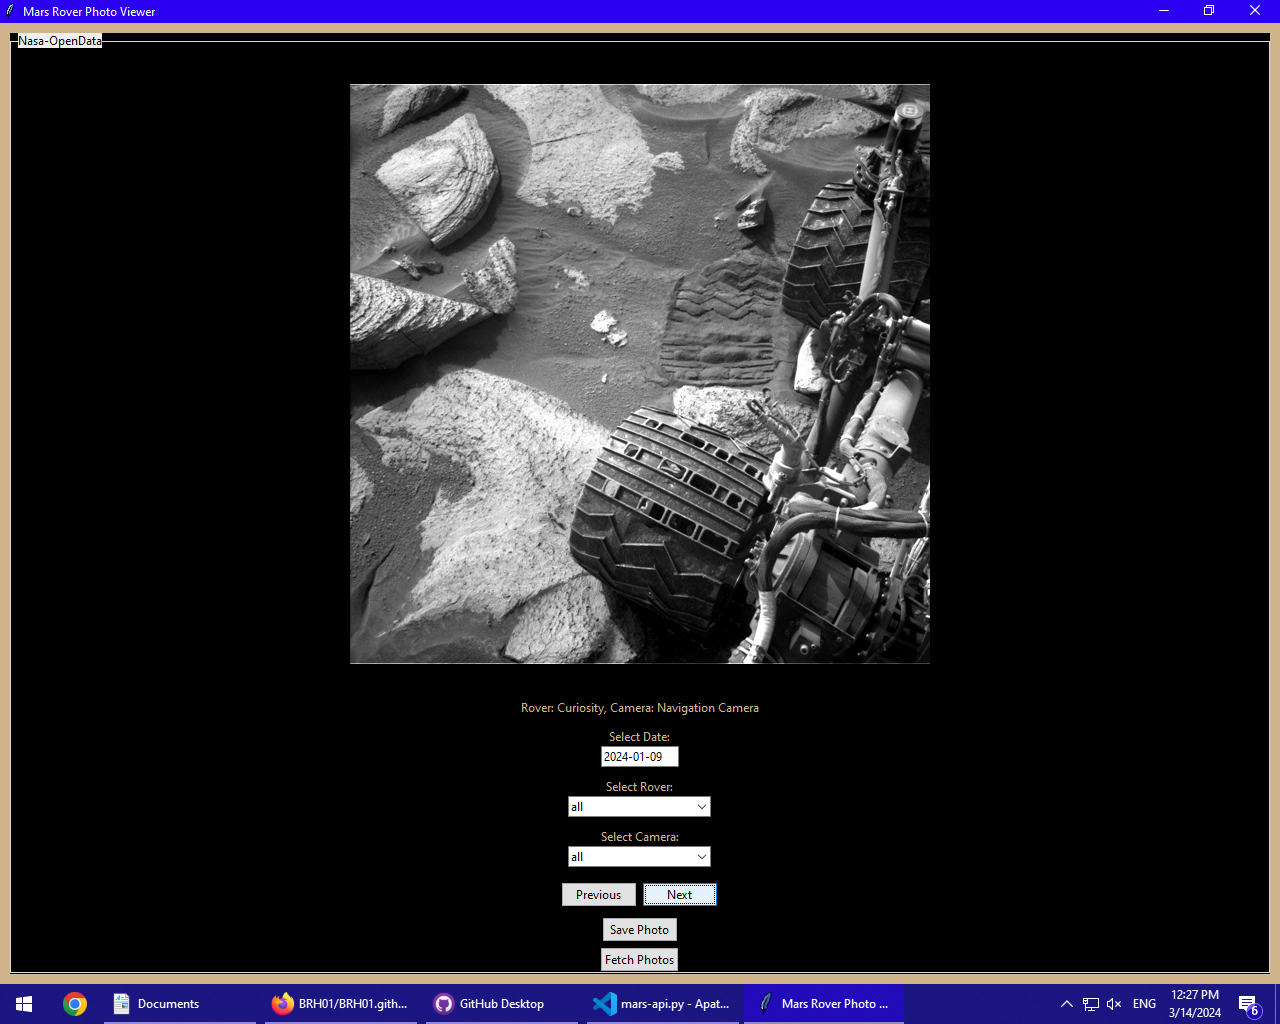 Mars Rover Photo Viewer
Nasa-OpenData
Rover: Curiosity, Camera: Navigation Camera
Select Date:
2024-01-09
Select Rover:
all
Select Camera:
all
Previous Next
Save Photo
Fetch Photos
Documents BRH01/BRH01.gith... GitHub Desktop mars-api.py - Apat... Mars Rover Photo ... ENG 12:27 PM 6
3/14/2024